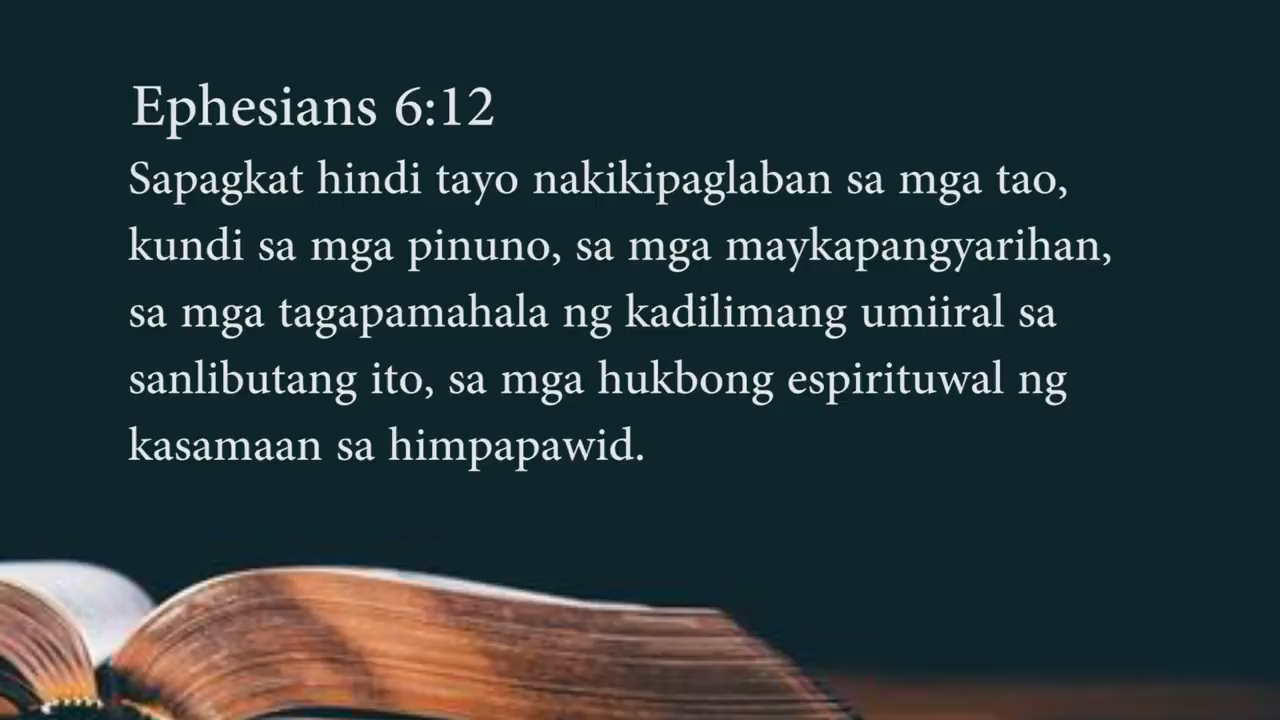 Ephesians 6:12
Sapagkat hindi tayo nakikipaglaban sa mga tao,
kundi sa mga pinuno, sa mga maykapangyarihan,
sa mga tagapamahala ng kadilimang umiiral sa
sanlibutang ito, sa mga hukbong espirituwal ng
kasamaan sa himpapawid.